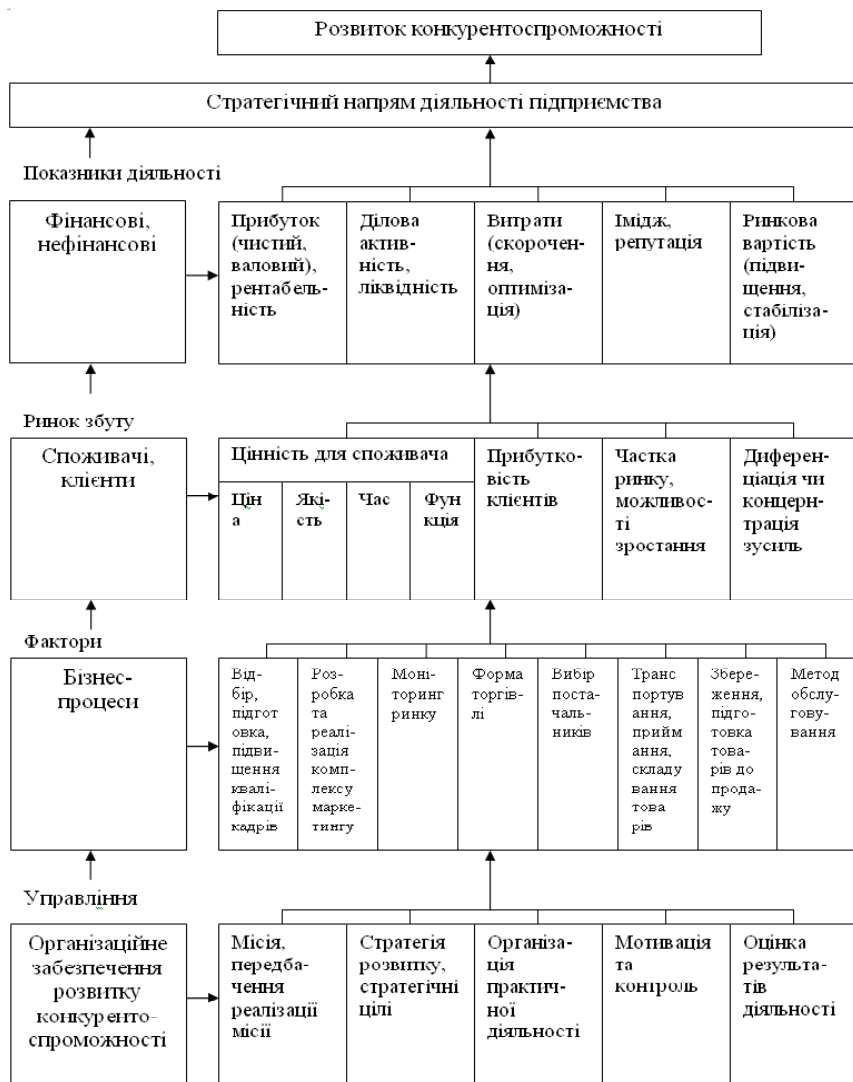 Розвиток конкурентоспроможності
Стратегічний напрям діяльності підприємства
Показники діяльності
Фінансові,
нефінансові
Прибуток
(чистий,
валовий),
рентабель-
ність
Ділова
актив-
ність,
ліквідність
Витрати
(скорочен-
ня,
оптиміза-
ція)
Імідж,
репутація
Ринкова
вартість
(підви-
щення,
стабіліза-
ція)
Ринок збуту
Споживачі,
клієнти
Цінність для споживача
Цін
а
Які-
сть
Час
Фун
кція
Прибутко-
вість
клієнтів
Частка
ринку,
можливос-
ті
зростання
Диферен-
ціація чи
концерн-
трація
зусиль
Фактори
Бізнес-
процеси
Від-
бір,
підгот
овка,
підви-
щення
квалі-
фікації
кадрів
Роз-
робка
та
реалі-
зація
комп-
лексу
марке-
тингу
Моні-
торинг
ринку
Форма
торгів-
лі
Вибір
поста-
чаль-
ників
Транс
порту
вання,
прийм
ання,
склад
ування
това
рів
Збере-
ження,
підго-
товка
това-
рів до
прода-
жу
Метод
обслу-
гову-
вання
Управління
Організаційне
забезпечення
розвитку
конкуренто-
спроможності
Місія,
передба-
чення
реалізації
місії
Стратегія
розвитку,
стратегічні
цілі
Організа-
ція
практич-
ної
діяльності
Мотивація
та
контроль
Оцінка
результа-
тів
діяльності